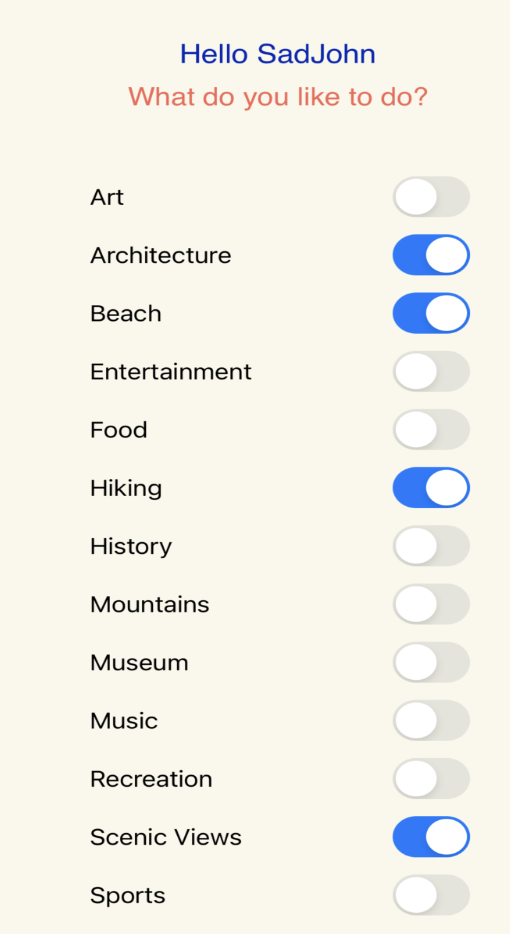 Hello SadJohn
What do you like to do?
Art
Architecture
Beach
Entertainment
Food
Hiking
History
Mountains
Museum
Music
Recreation
Scenic Views
Sports